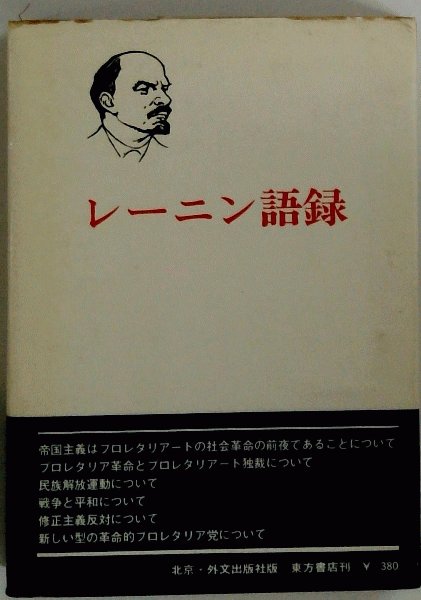 レーニン語録
帝国主義はプロレタリアートの社会革命の前夜であることについて
プロレタリア革命とプロレタリアート独裁について
民族解放運動について
戦争と平和について
修正主義反対について
新しい型の革命的プロレタリア党について
北京・外文出版社版 東方書店刊 ¥ 380